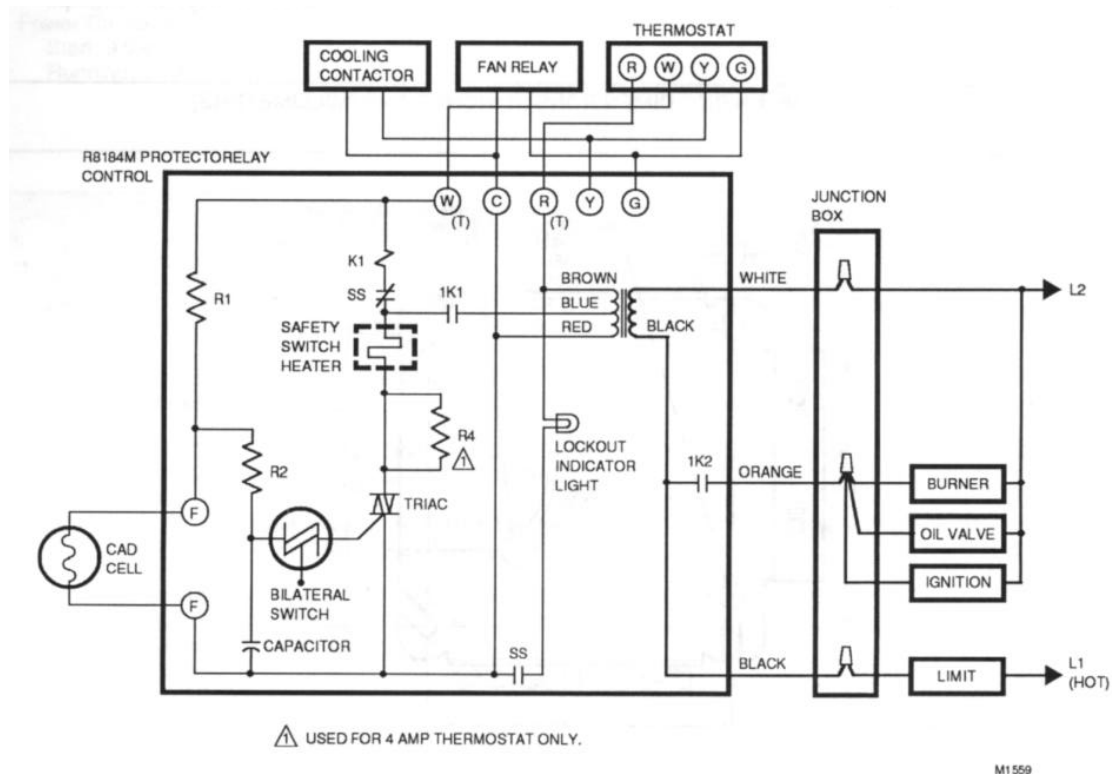 THERMOSTAT
COOLING
CONTACTOR
FAN RELAY
R W Y G
R8184M PROTECTORELAY
CONTROL
W C R Y G
(T) (T)
JUNCTION
BOX
K1
BROWN
WHITE
L2
R1
SS
1K1
BLUE
RED
BLACK
SAFETY
SWITCH
HEATER
R4
1
LOCKOUT
INDICATOR
LIGHT
1K2
ORANGE
BURNER
R2
TRIAC
OIL VALVE
F
CAD
CELL
IGNITION
F
BILATERAL
SWITCH
CAPACITOR
SS
BLACK
LIMIT
L1
(HOT)
1 USED FOR 4 AMP THERMOSTAT ONLY.
M1559